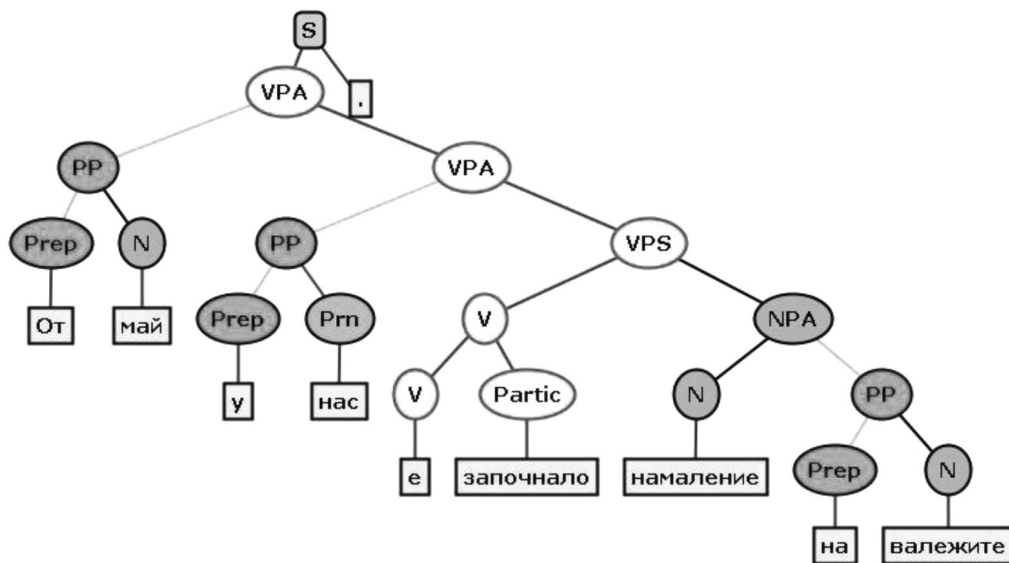 S
VPA .
PP VPA
Prep N PP VPS
От май Prep Prn V NPA
у нас V Partic N PP
е започнало намаление Prep N
на валежите